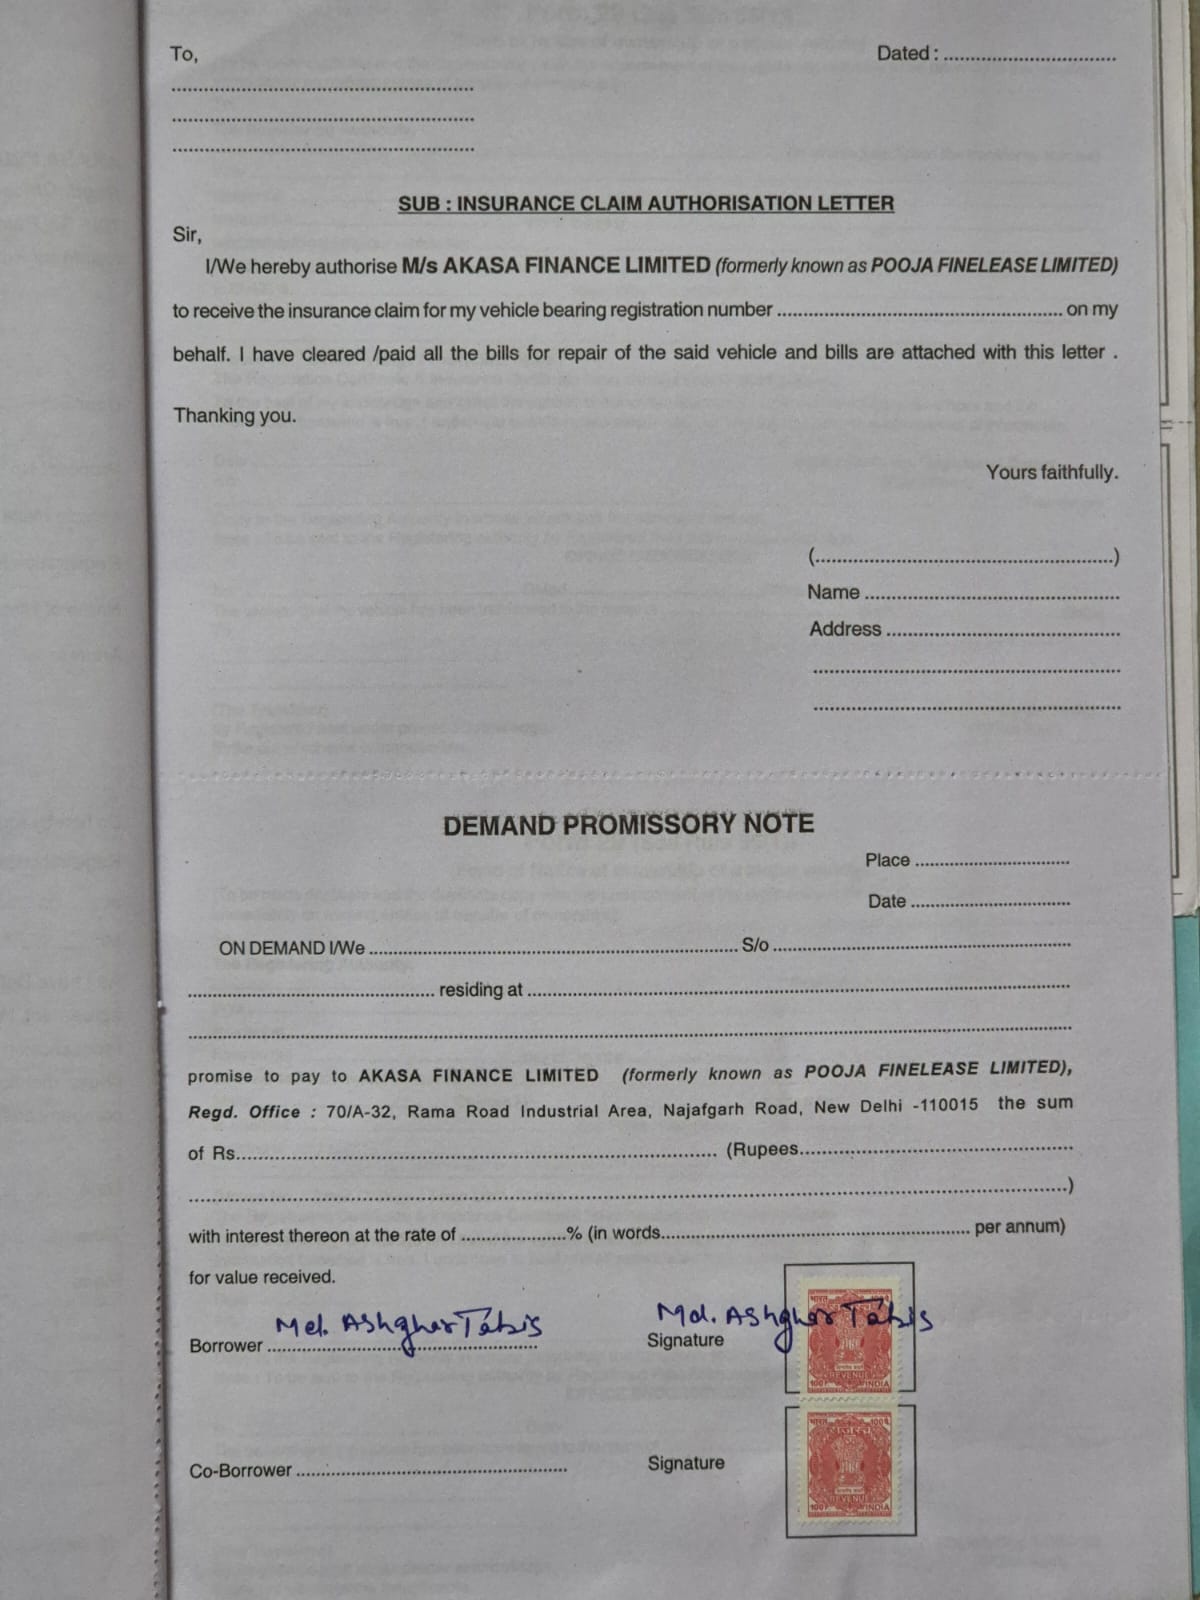 To,
Dated : ................................
....................................................
....................................................
....................................................
SUB : INSURANCE CLAIM AUTHORISATION LETTER
Sir,
I/We hereby authorise M/s AKASA FINANCE LIMITED (formerly known as POOJA FINELEASE LIMITED)
to receive the insurance claim for my vehicle bearing registration number .................................................... on my
behalf. I have cleared /paid all the bills for repair of the said vehicle and bills are attached with this letter .
Thanking you.
Yours faithfully.
(......................................................)
Name ..............................................
Address ..........................................
......................................................
......................................................
DEMAND PROMISSORY NOTE
Place ............................
Date .............................
ON DEMAND I/We .................................................................. S/o .....................................................
............................................ residing at .................................................................................................
................................................................................................................................................................
promise to pay to AKASA FINANCE LIMITED (formerly known as POOJA FINELEASE LIMITED),
Regd. Office : 70/A-32, Rama Road Industrial Area, Najafgarh Road, New Delhi -110015 the sum
of Rs.................................................................................... (Rupees.................................................
..............................................................................................................................................................)
with interest thereon at the rate of ...................% (in words....................................................... per annum)
for value received.
Borrower Md. Ashgher Tabis
Signature Md. Ashgher Tabis
REVENUE
INDIA
Co-Borrower .................................................
Signature
REVENUE
INDIA